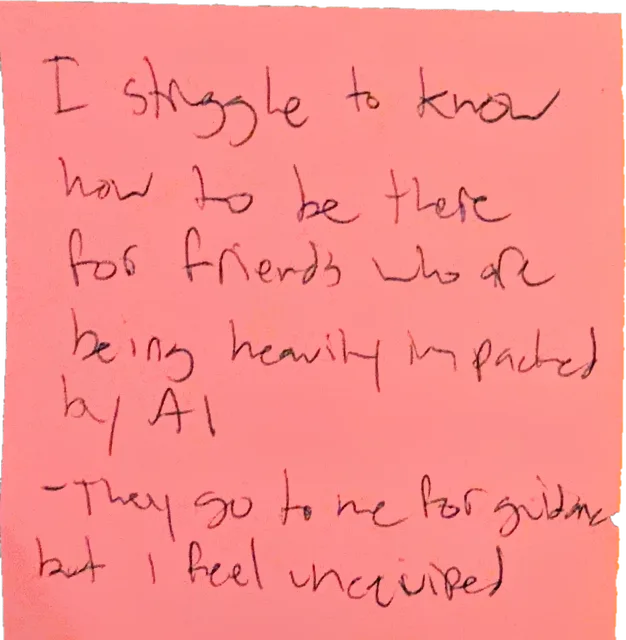 I struggle to know
how to be there
for friends who are
being heavily impacted
by AI
- They go to me for guidance
but I feel unequiped